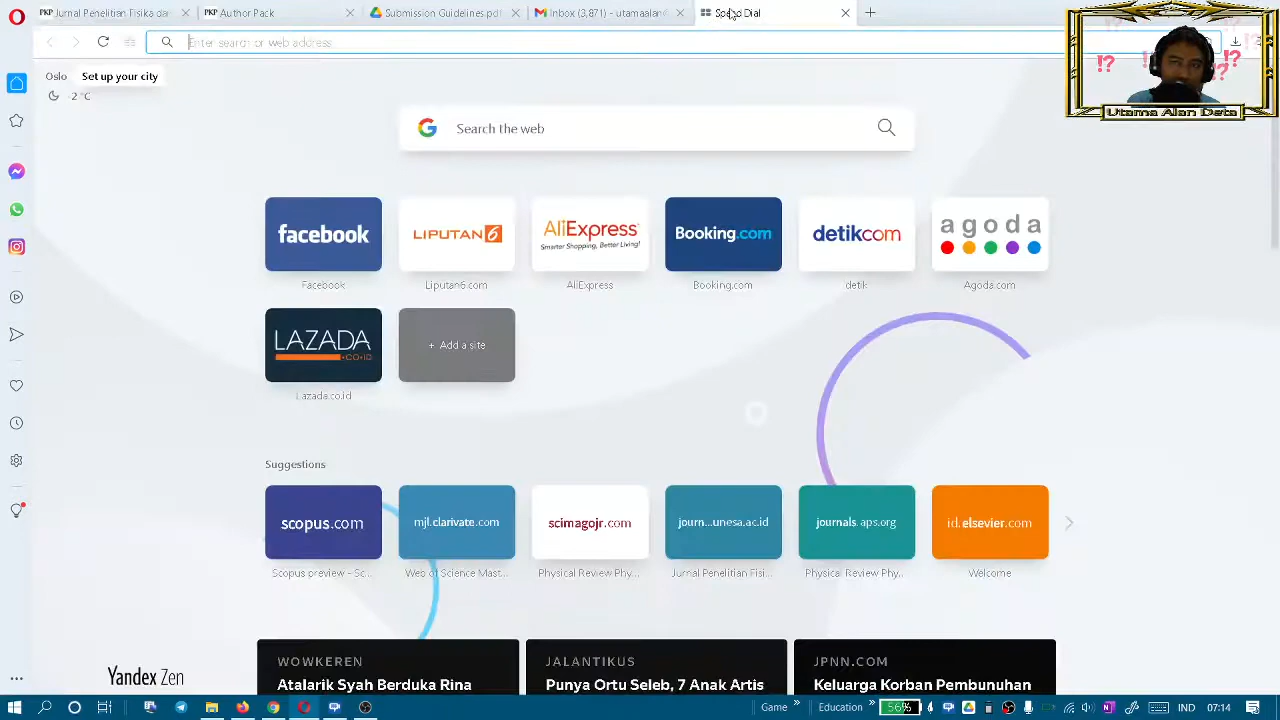 Jurnal Penelitian Fisika dan
Author Pack
Submission Guidelines.pdf
Inbox (3,871) - utamaalan
Speed Dial
Enter search or web address
Oslo
Set up your city
-2 °C
Utama Alan Deta
Search the web
facebook
LIPUTAN 6
AliExpress
Smarter Shopping, Better Living!
Booking.com
detikcom
agoda
Facebook
Liputan6.com
AliExpress
Booking.com
detik
Agoda.com
LAZADA
.CO.ID
+ Add a site
Lazada.co.id
Suggestions
scopus.com
mjl.clarivate.com
scimagojr.com
journ...unesa.ac.id
journals.aps.org
id.elsevier.com
Scopus preview - Sc...
Web of Science Mast...
Physical Review Phy...
Jurnal Penelitian Fisi...
Physical Review Phy...
Welcome
WOWKEREN
JALANTIKUS
JPNN.COM
Atalarik Syah Berduka Rina
Punya Ortu Seleb, 7 Anak Artis
Keluarga Korban Pembunuhan
Yandex Zen
Game
Education
56%
IND
07:14